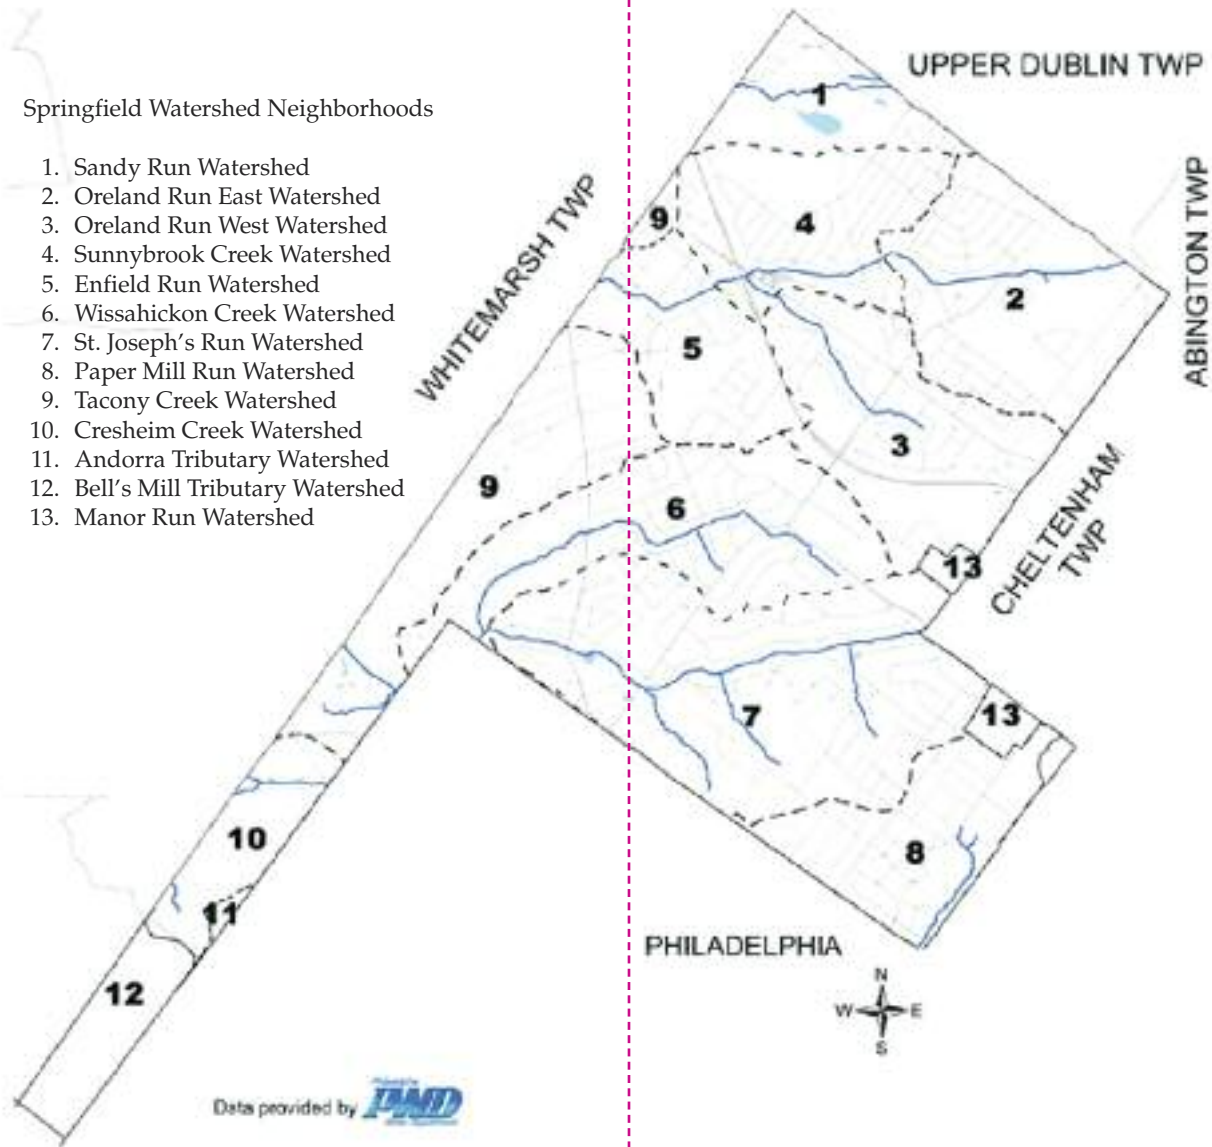 Springfield Watershed Neighborhoods
1. Sandy Run Watershed
2. Oreland Run East Watershed
3. Oreland Run West Watershed
4. Sunnybrook Creek Watershed
5. Enfield Run Watershed
6. Wissahickon Creek Watershed
7. St. Joseph's Run Watershed
8. Paper Mill Run Watershed
9. Tacony Creek Watershed
10. Cresheim Creek Watershed
11. Andorra Tributary Watershed
12. Bell's Mill Tributary Watershed
13. Manor Run Watershed
UPPER DUBLIN TWP
ABINGTON TWP
WHITEMARSH TWP
CHELTENHAM
TWP
1
9
4
2
5
3
9
6
13
7
13
10
8
11
12
PHILADELPHIA
N
W E
S
Data provided by PWD